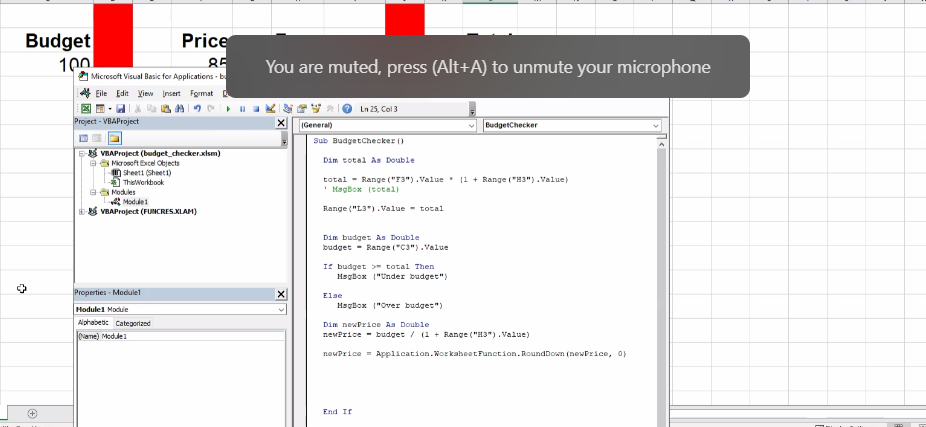 Budget
Price
100
You are muted, press (Alt+A) to unmute your microphone
Microsoft Visual Basic for Applications - bu
File Edit View Insert Format
Ln 25, Col 3
Project - VBAProject
(General)
BudgetChecker
VBAProject (budget_checker.xlsm)
Microsoft Excel Objects
Sheet1 (Sheet1)
ThisWorkbook
Modules
Module1
VBAProject (FUNCRES.XLAM)
Properties - Module1
Module1 Module
Alphabetic Categorized
(Name) Module1
Sub BudgetChecker()
Dim total As Double
total = Range("F3").Value * (1 + Range("H3").Value)
' MsgBox (total)
Range("L3").Value = total
Dim budget As Double
budget = Range("C3").Value
If budget >= total Then
MsgBox ("Under budget")
Else
MsgBox ("Over budget")
Dim newPrice As Double
newPrice = budget / (1 + Range("H3").Value)
newPrice = Application.WorksheetFunction.RoundDown(newPrice, 0)
End If